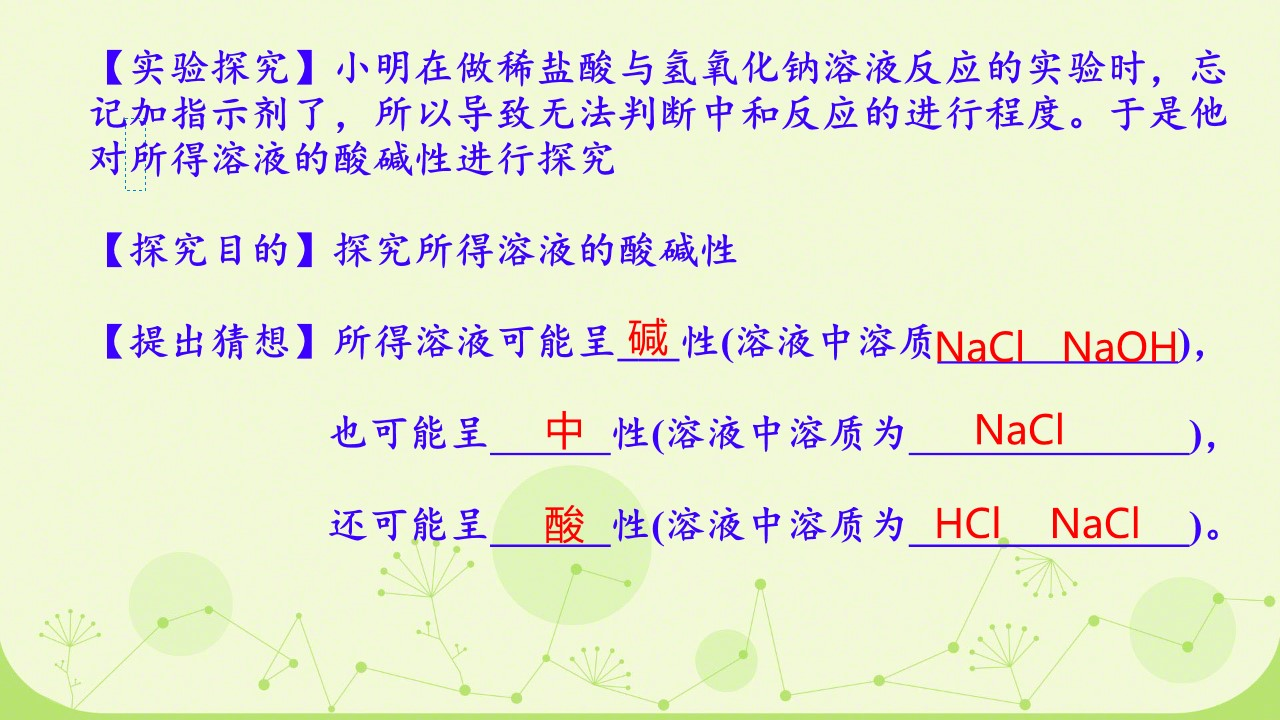 【实验探究】小明在做稀盐酸与氢氧化钠溶液反应的实验时，忘
记加指示剂了，所以导致无法判断中和反应的进行程度。于是他
对所得溶液的酸碱性进行探究
【探究目的】探究所得溶液的酸碱性
【提出猜想】所得溶液可能呈碱性(溶液中溶质NaCl NaOH)，
也可能呈中性(溶液中溶质为NaCl)，
还可能呈酸性(溶液中溶质为HCl NaCl)。